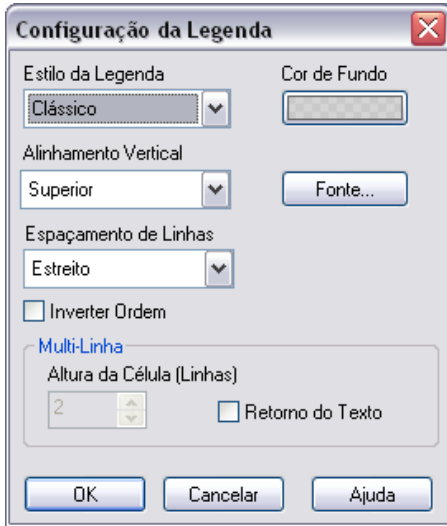 Configuração da Legenda
Estilo da Legenda
Cor de Fundo
Clássico
Alinhamento Vertical
Superior
Fonte...
Espaçamento de Linhas
Estreito
Inverter Ordem
Multi-Linha
Altura da Célula (Linhas)
2
Retorno do Texto
OK
Cancelar
Ajuda